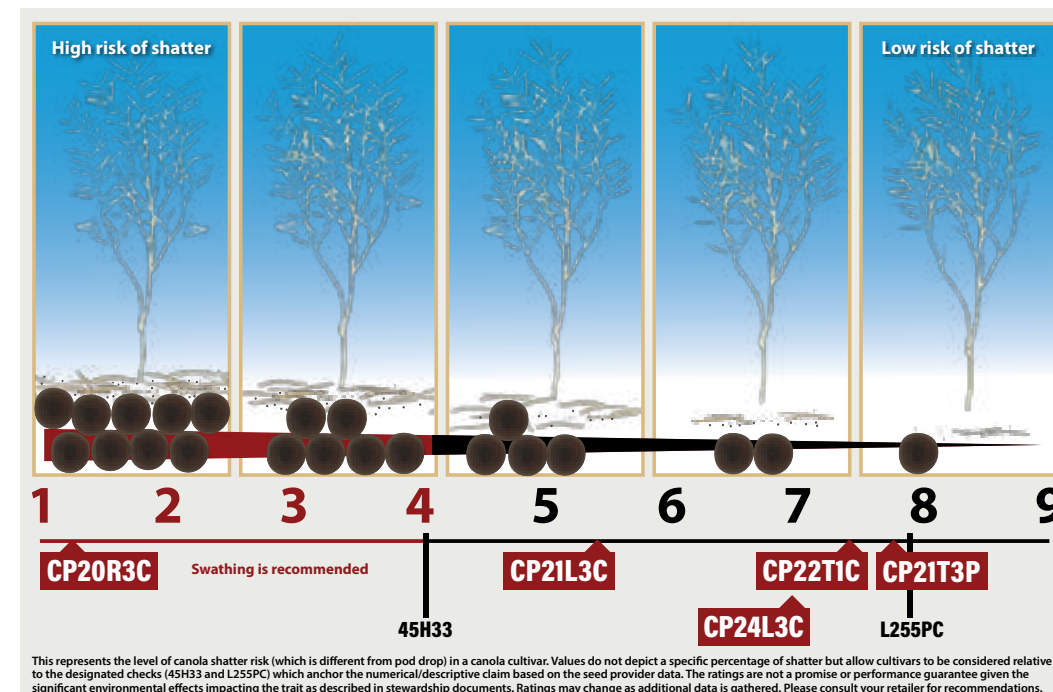 High risk of shatter
Low risk of shatter
1 2 3 4 5 6 7 8 9
CP20R3C
Swathing is recommended
CP21L3C
CP22T1C
CP21T3P
CP24L3C
45H33
L255PC
This represents the level of canola shatter risk (which is different from pod drop) in a canola cultivar. Values do not depict a specific percentage of shatter but allow cultivars to be considered relative
to the designated checks (45H33 and L255PC) which anchor the numerical/descriptive claim based on the seed provider data. The ratings are not a promise or performance guarantee given the
significant environmental effects impacting the trait as described in stewardship documents. Ratings may change as additional data is gathered. Please consult your retailer for recommendations.